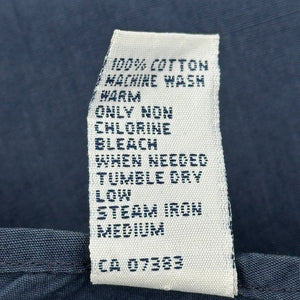 100% COTTON
MACHINE WASH
WARM
ONLY NON
CHLORINE
BLEACH
WHEN NEEDED
TUMBLE DRY
LOW
STEAM IRON
MEDIUM
CA 07383